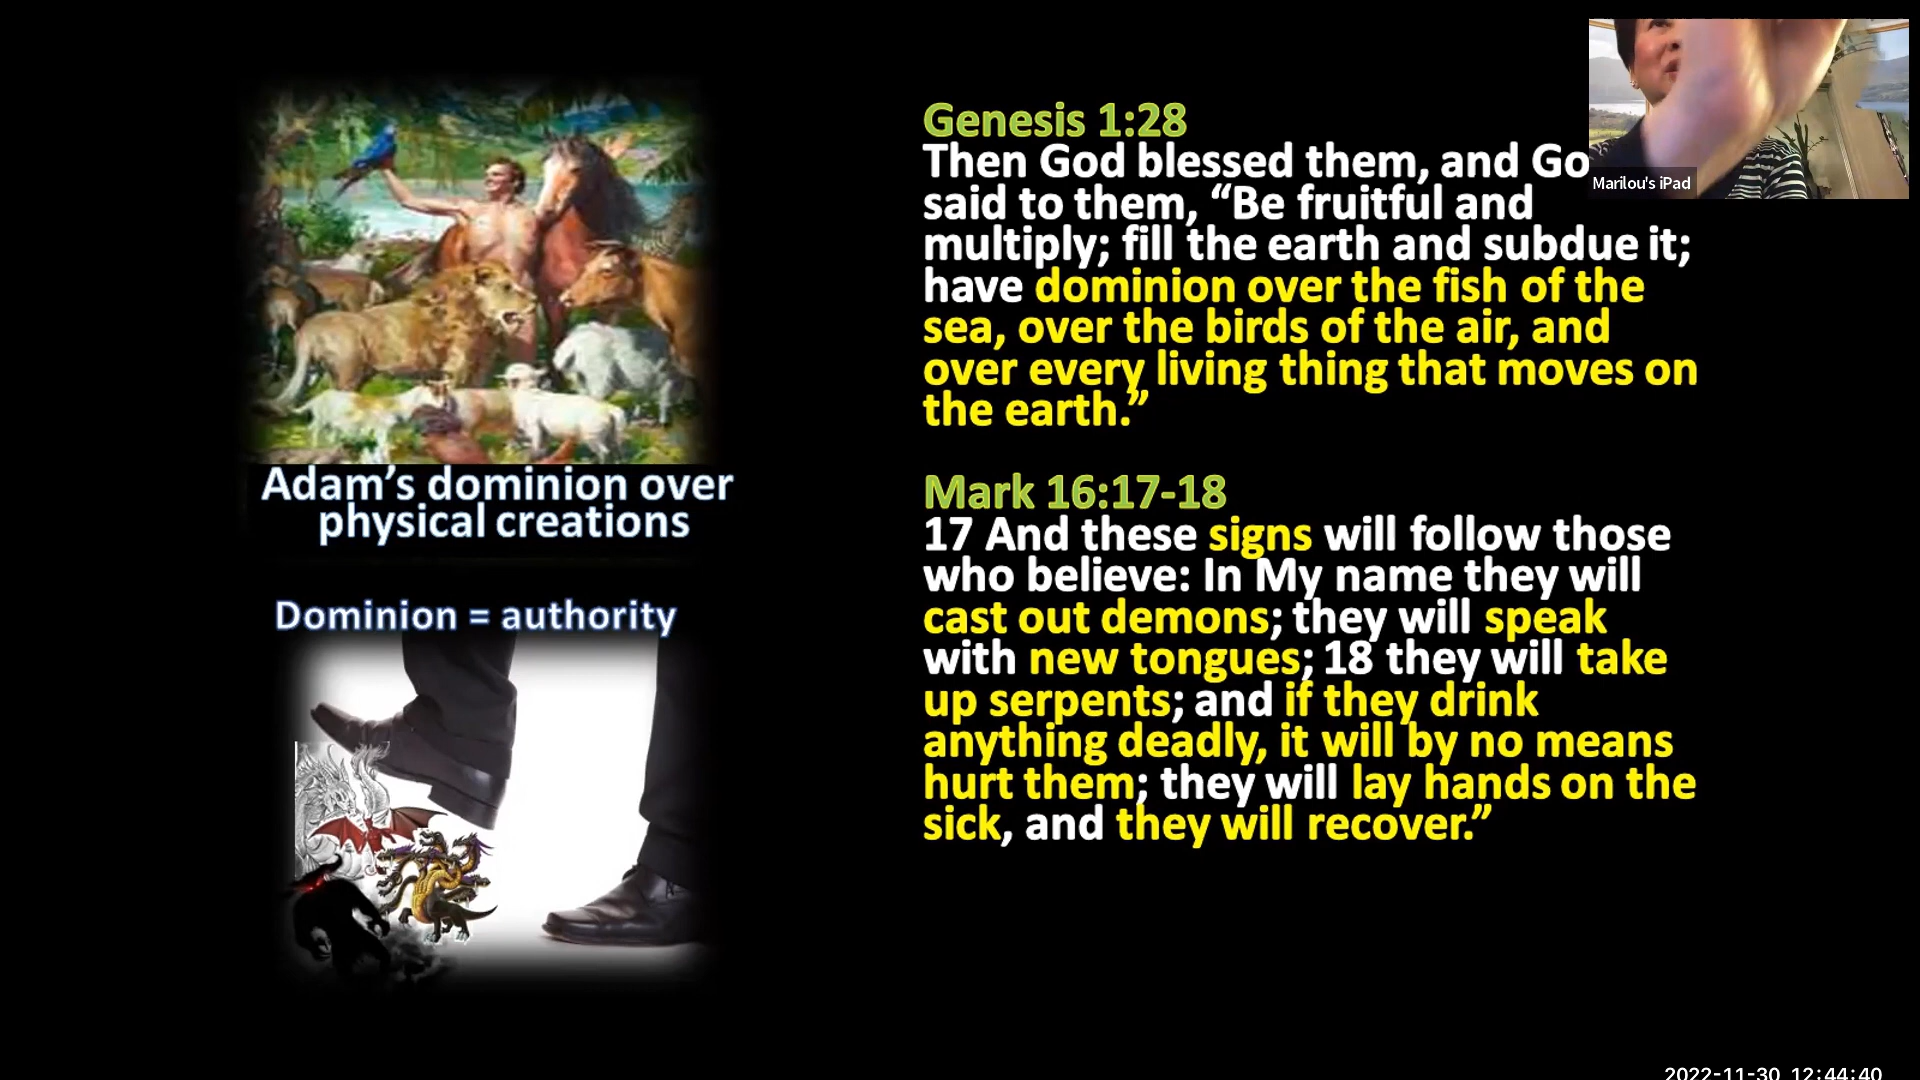 Adam's dominion over
physical creations
Dominion = authority
Genesis 1:28
Then God blessed them, and Go
said to them, “Be fruitful and
multiply; fill the earth and subdue it;
have dominion over the fish of the
sea, over the birds of the air, and
over every living thing that moves on
the earth.”
Mark 16:17-18
17 And these signs will follow those
who believe: In My name they will
cast out demons; they will speak
with new tongues; 18 they will take
up serpents; and if they drink
anything deadly, it will by no means
hurt them; they will lay hands on the
sick, and they will recover.”
Marilou's iPad
2022-11-30 12:44:40